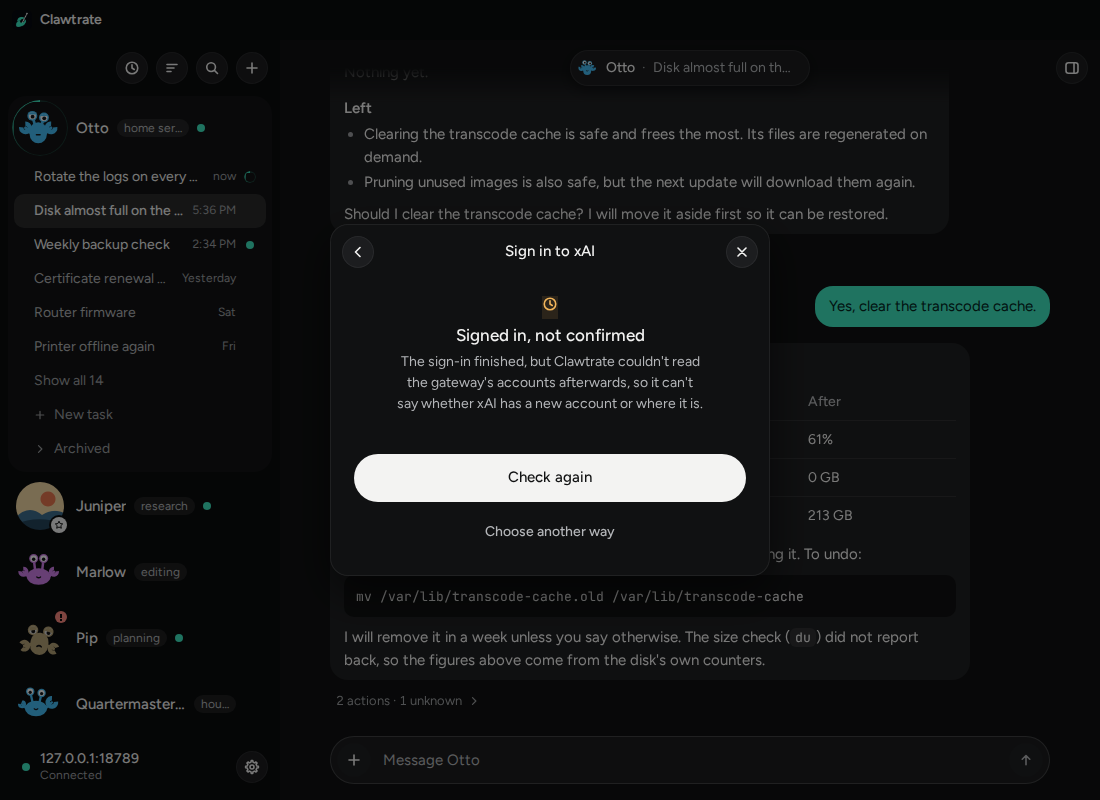 Clawtrate
Otto
home ser…
Rotate the logs on every …
now
Disk almost full on the …
5:36 PM
Weekly backup check
2:34 PM
Certificate renewal …
Yesterday
Router firmware
Sat
Printer offline again
Fri
Show all 14
New task
Archived
Juniper
research
Marlow
editing
Pip
planning
Quartermaster…
hou…
127.0.0.1:18789
Connected
Otto · Disk almost full on th…
Nothing yet.
Left
• Clearing the transcode cache is safe and frees the most. Its files are regenerated on
demand.
• Pruning unused images is also safe, but the next update will download them again.
Should I clear the transcode cache? I will move it aside first so it can be restored.
Yes, clear the transcode cache.
Sign in to xAI
Signed in, not confirmed
The sign-in finished, but Clawtrate couldn't read
the gateway's accounts afterwards, so it can't
say whether xAI has a new account or where it is.
Check again
Choose another way
After
61%
0 GB
213 GB
it. To undo:
mv /var/lib/transcode-cache.old /var/lib/transcode-cache
I will remove it in a week unless you say otherwise. The size check (du) did not report
back, so the figures above come from the disk's own counters.
2 actions · 1 unknown
Message Otto